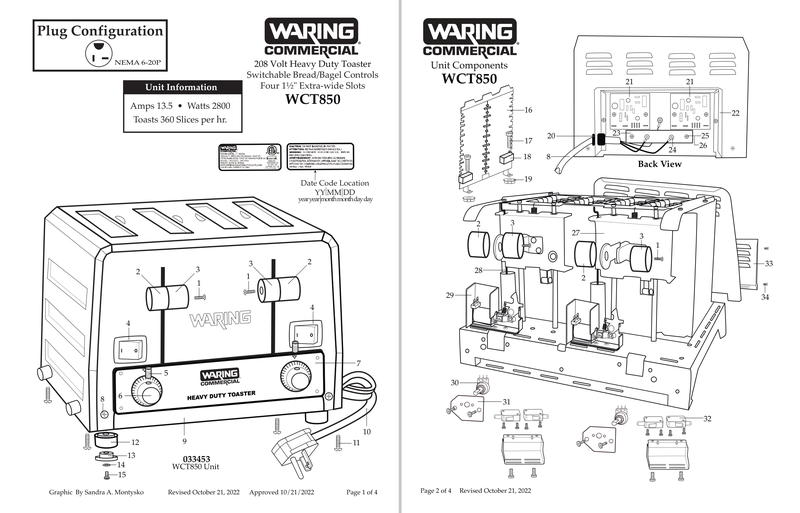 Plug Configuration
NEMA 6-20P
WARING
COMMERCIAL
208 Volt Heavy Duty Toaster
Switchable Bread/Bagel Controls
Four 1½" Extra-wide Slots
WCT850
Unit Information
Amps 13.5 • Watts 2800
Toasts 360 Slices per hr.
Date Code Location
YY|MM|DD
year year|month month|day day
2
3
1
3
2
1
4
4
WARING
5
6
7
8
WARING
COMMERCIAL
HEAVY DUTY TOASTER
9
10
11
12
13
14
15
033453
WCT850 Unit
Graphic By Sandra A. Montysko
Revised October 21, 2022
Approved 10/21/2022
Page 1 of 4
WARING
COMMERCIAL
Unit Components
WCT850
16
17
18
19
21
21
22
20
23
25
26
24
8
Back View
2
3
27
3
1
2
28
29
33
34
30
31
32
Page 2 of 4
Revised October 21, 2022